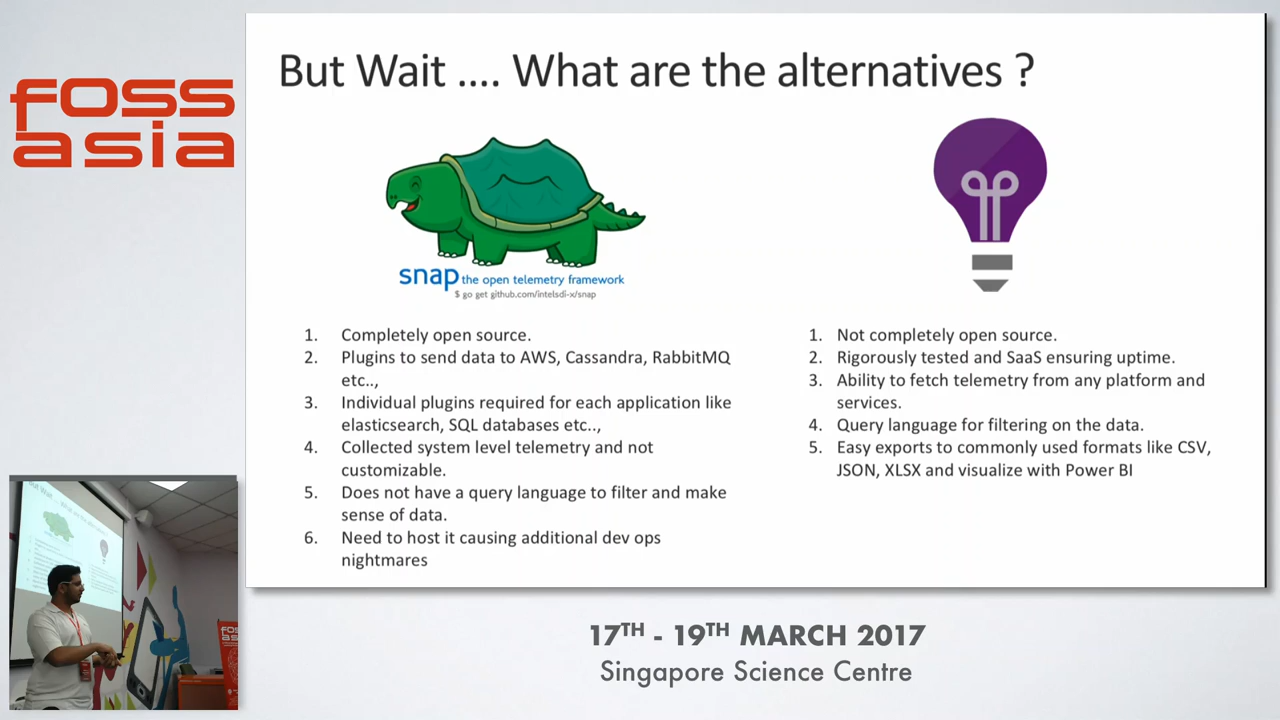 foss
asia
But Wait .... What are the alternatives ?
snap the open telemetry framework
$ go get github.com/intelsdi-x/snap
1. Completely open source.
2. Plugins to send data to AWS, Cassandra, RabbitMQ
etc..,
3. Individual plugins required for each application like
elasticsearch, SQL databases etc..,
4. Collected system level telemetry and not
customizable.
5. Does not have a query language to filter and make
sense of data.
6. Need to host it causing additional dev ops
nightmares
1. Not completely open source.
2. Rigorously tested and SaaS ensuring uptime.
3. Ability to fetch telemetry from any platform and
services.
4. Query language for filtering on the data.
5. Easy exports to commonly used formats like CSV,
JSON, XLSX and visualize with Power BI
17TH - 19TH MARCH 2017
Singapore Science Centre